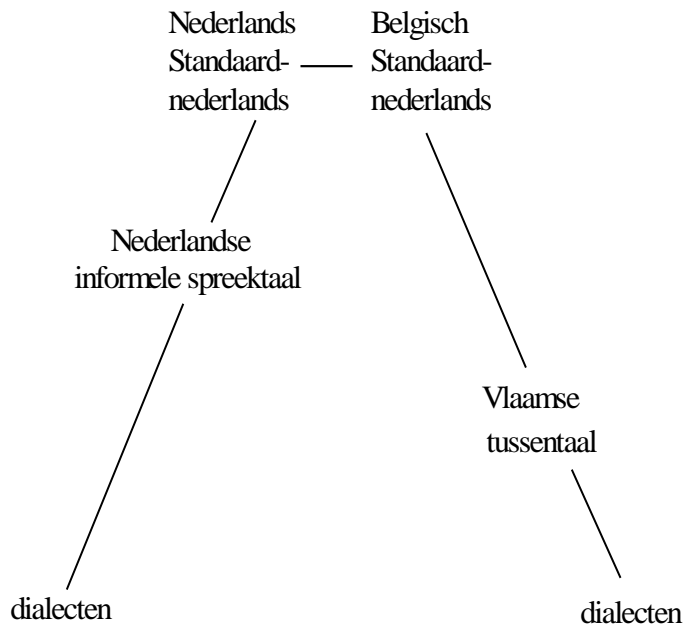 Nederlands
Standaard-
nederlands
Belgisch
Standaard-
nederlands
Nederlandse
informele spreektaal
Vlaamse
tussentaal
dialecten
dialecten